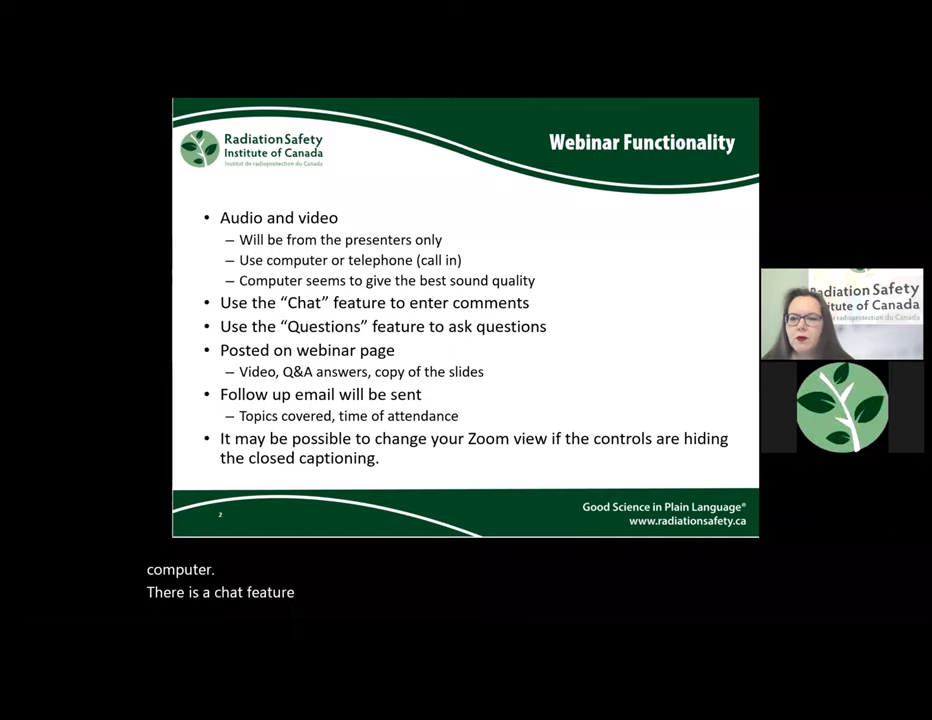 Radiation Safety
Institute of Canada
Institut de radioprotection du Canada
Webinar Functionality
• Audio and video
– Will be from the presenters only
– Use computer or telephone (call in)
– Computer seems to give the best sound quality
• Use the “Chat” feature to enter comments
• Use the “Questions” feature to ask questions
• Posted on webinar page
– Video, Q&A answers, copy of the slides
• Follow up email will be sent
– Topics covered, time of attendance
• It may be possible to change your Zoom view if the controls are hiding
the closed captioning.
2
Good Science in Plain Language®
www.radiationsafety.ca
Radiation Safety
itute of Canada
radioprotection du Canada
computer.
There is a chat feature